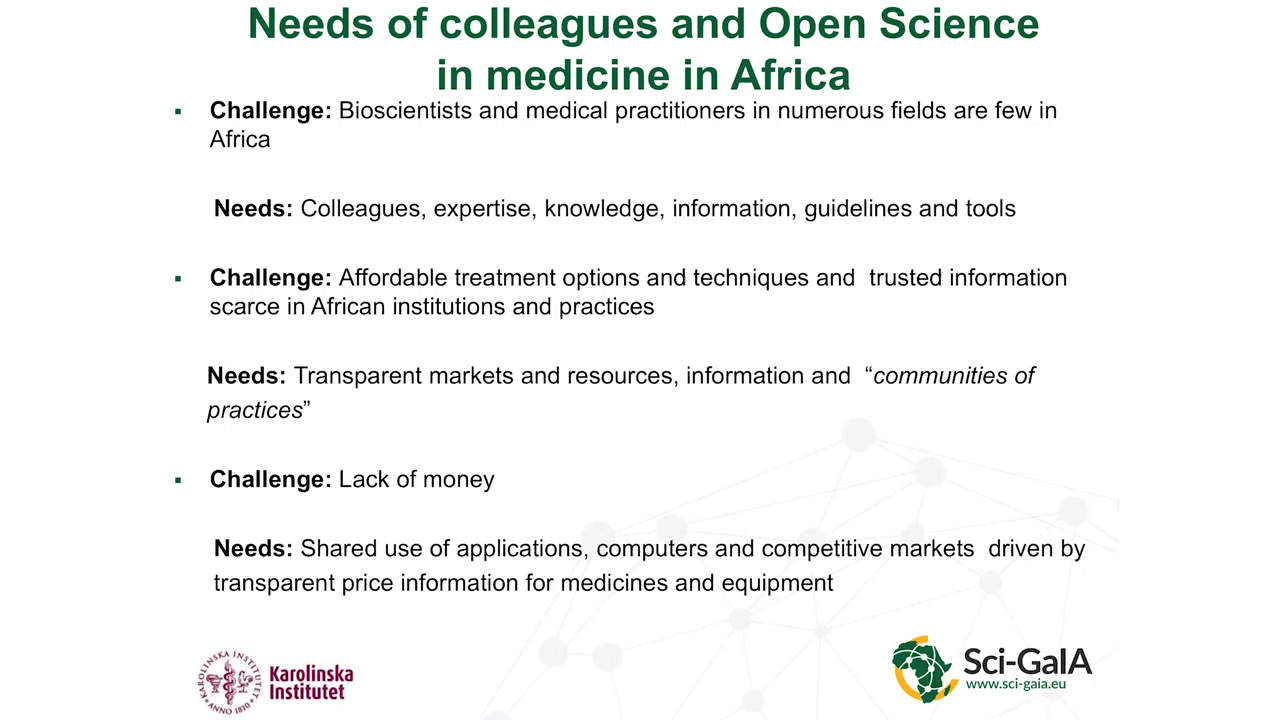 Needs of colleagues and Open Science
in medicine in Africa
▪ Challenge: Bioscientists and medical practitioners in numerous fields are few in
Africa
Needs: Colleagues, expertise, knowledge, information, guidelines and tools
▪ Challenge: Affordable treatment options and techniques and  trusted information
scarce in African institutions and practices
Needs: Transparent markets and resources, information and  “communities of
practices”
▪ Challenge: Lack of money
Needs: Shared use of applications, computers and competitive markets  driven by
transparent price information for medicines and equipment
KAROLINSKA INSTITUTET
ANNO 1810
Karolinska
Institutet
Sci-GaIA
www.sci-gaia.eu